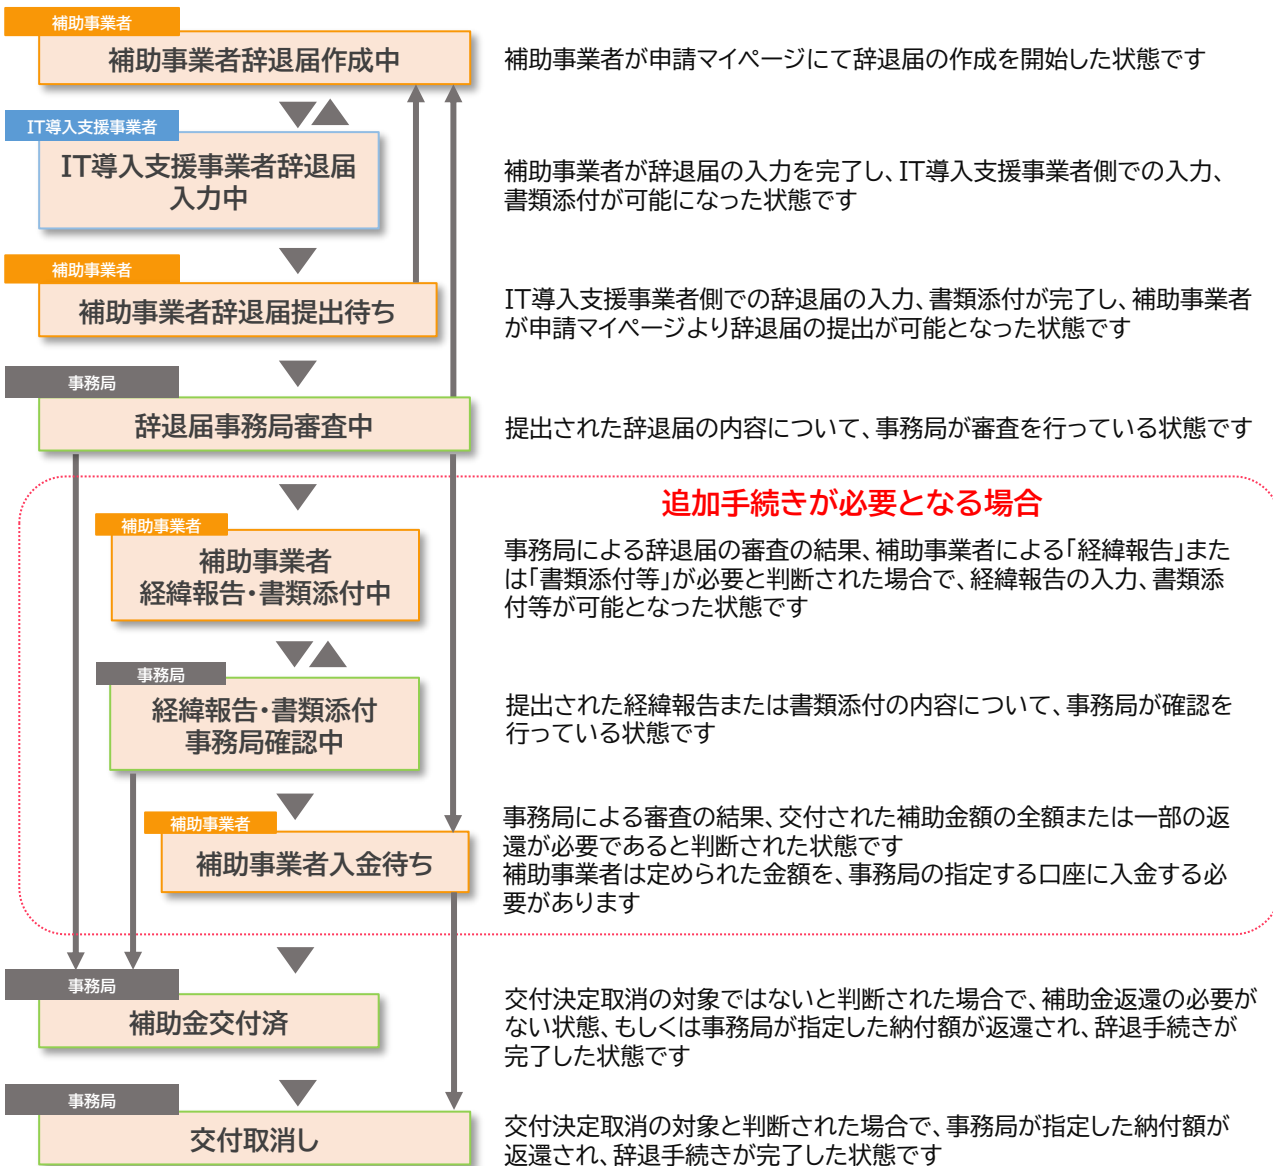 補助事業者
補助事業者辞退届作成中
補助事業者が申請マイページにて辞退届の作成を開始した状態です
IT導入支援事業者
IT導入支援事業者辞退届
入力中
補助事業者が辞退届の入力を完了し、IT導入支援事業者側での入力、
書類添付が可能になった状態です
補助事業者
補助事業者辞退届提出待ち
IT導入支援事業者側での辞退届の入力、書類添付が完了し、補助事業者
が申請マイページより辞退届の提出が可能となった状態です
事務局
辞退届事務局審査中
提出された辞退届の内容について、事務局が審査を行っている状態です
追加手続きが必要となる場合
補助事業者
補助事業者
経緯報告・書類添付中
事務局による辞退届の審査の結果、補助事業者による「経緯報告」また
は「書類添付等」が必要と判断された場合で、経緯報告の入力、書類添
付等が可能となった状態です
事務局
経緯報告・書類添付
事務局確認中
提出された経緯報告または書類添付の内容について、事務局が確認を
行っている状態です
補助事業者
補助事業者入金待ち
事務局による審査の結果、交付された補助金額の全額または一部の返
還が必要であると判断された状態です
補助事業者は定められた金額を、事務局の指定する口座に入金する必
要があります
事務局
補助金交付済
交付決定取消の対象ではないと判断された場合で、補助金返還の必要が
ない状態、もしくは事務局が指定した納付額が返還され、辞退手続きが
完了した状態です
事務局
交付取消し
交付決定取消の対象と判断された場合で、事務局が指定した納付額が
返還され、辞退手続きが完了した状態です